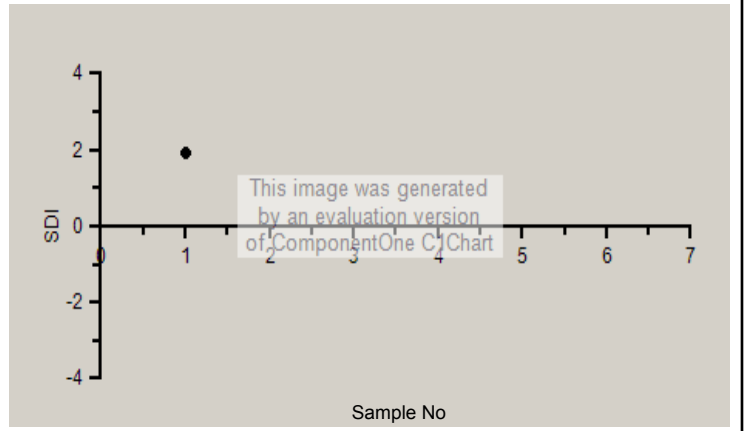 4
2
SDI
0
-2
-4
0 1 2 3 4 5 6 7
This image was generated
by an evaluation version
of ComponentOne C1Chart
Sample No